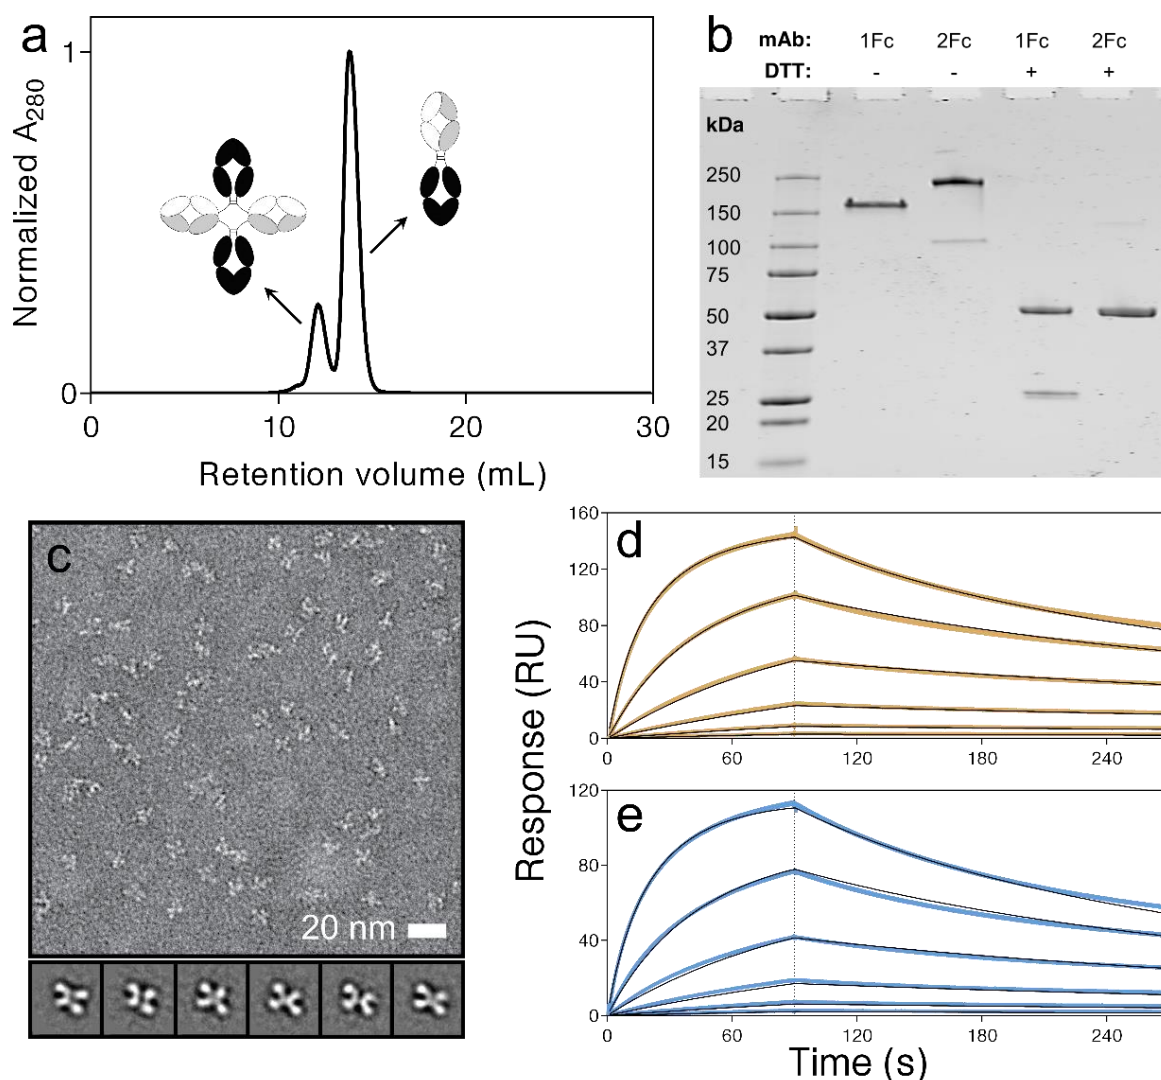 a
Normalized A280
1
0
0 10 20 30
Retention volume (mL)
b
mAb: 1Fc 2Fc 1Fc 2Fc
DTT: - - + +
kDa
250
150
100
75
50
37
25
20
15
c
20 nm
Response (RU)
d
160
120
80
40
0
0 60 120 180 240
e
120
80
40
0
0 60 120 180 240
Time (s)